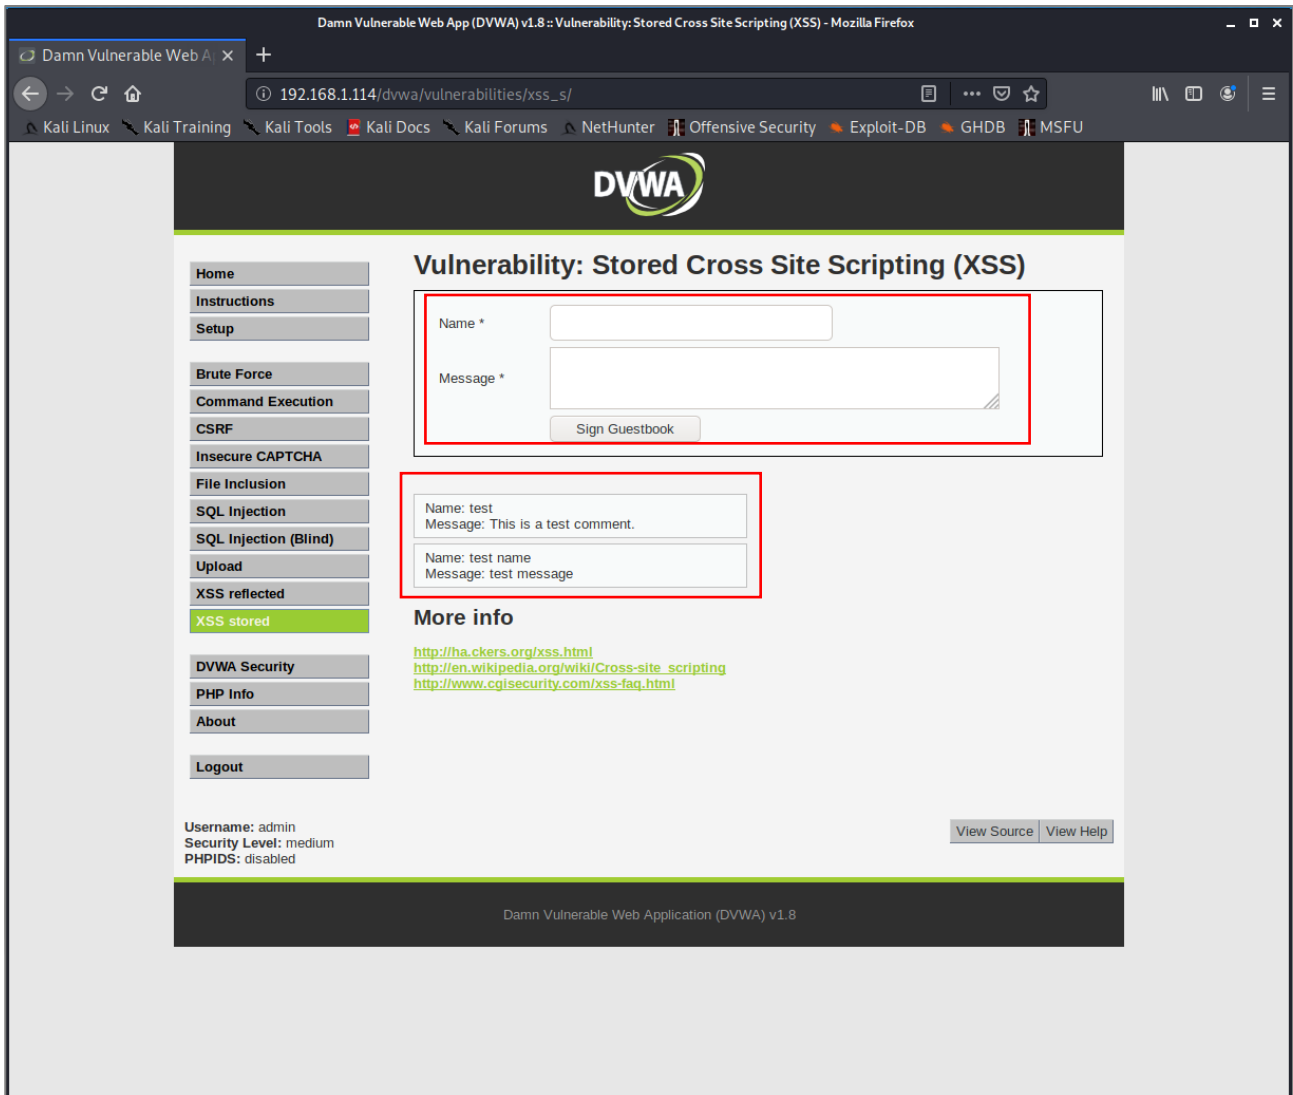 Damn Vulnerable Web App (DVWA) v1.8 :: Vulnerability: Stored Cross Site Scripting (XSS) - Mozilla Firefox
Damn Vulnerable Web A
192.168.1.114/dvwa/vulnerabilities/xss_s/
Kali Linux Kali Training Kali Tools Kali Docs Kali Forums NetHunter Offensive Security Exploit-DB GHDB MSFU
DVWA
Home
Instructions
Setup
Brute Force
Command Execution
CSRF
Insecure CAPTCHA
File Inclusion
SQL Injection
SQL Injection (Blind)
Upload
XSS reflected
XSS stored
DVWA Security
PHP Info
About
Logout
Vulnerability: Stored Cross Site Scripting (XSS)
Name *
Message *
Sign Guestbook
Name: test
Message: This is a test comment.
Name: test name
Message: test message
More info
http://ha.ckers.org/xss.html
http://en.wikipedia.org/wiki/Cross-site_scripting
http://www.cgisecurity.com/xss-faq.html
Username: admin
Security Level: medium
PHPIDS: disabled
View Source View Help
Damn Vulnerable Web Application (DVWA) v1.8